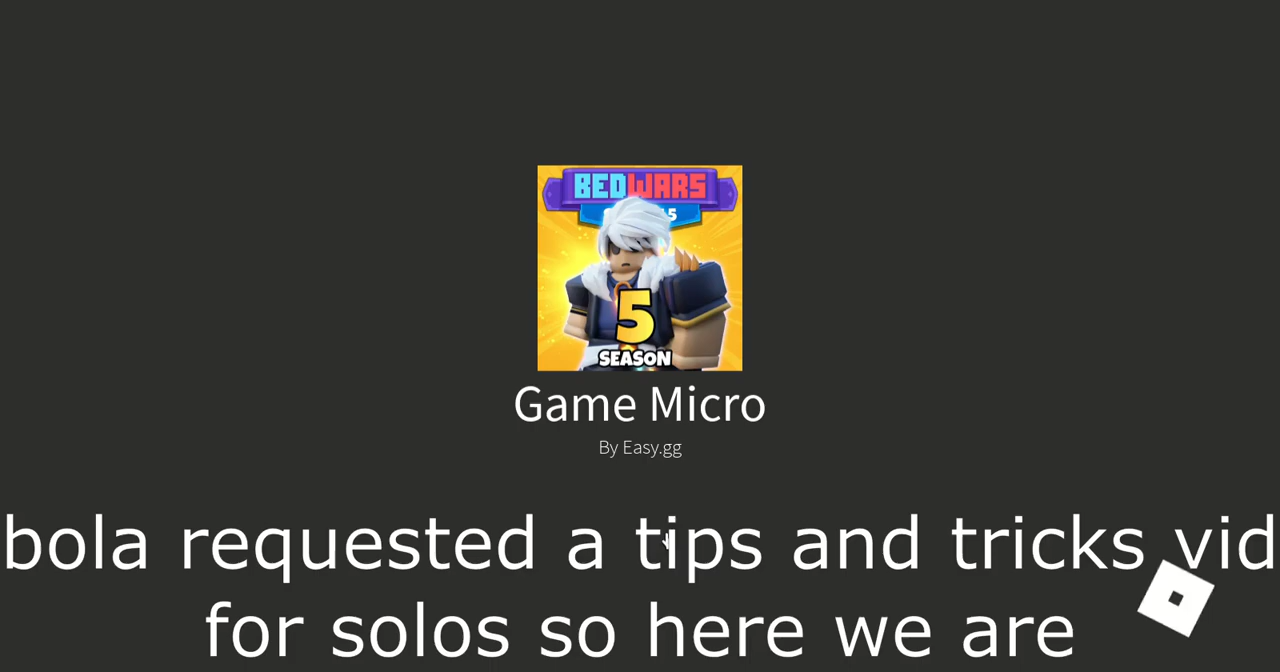 BEDWARS
5
5
SEASON
Game Micro
By Easy.gg
bola requested a tips and tricks vid
for solos so here we are